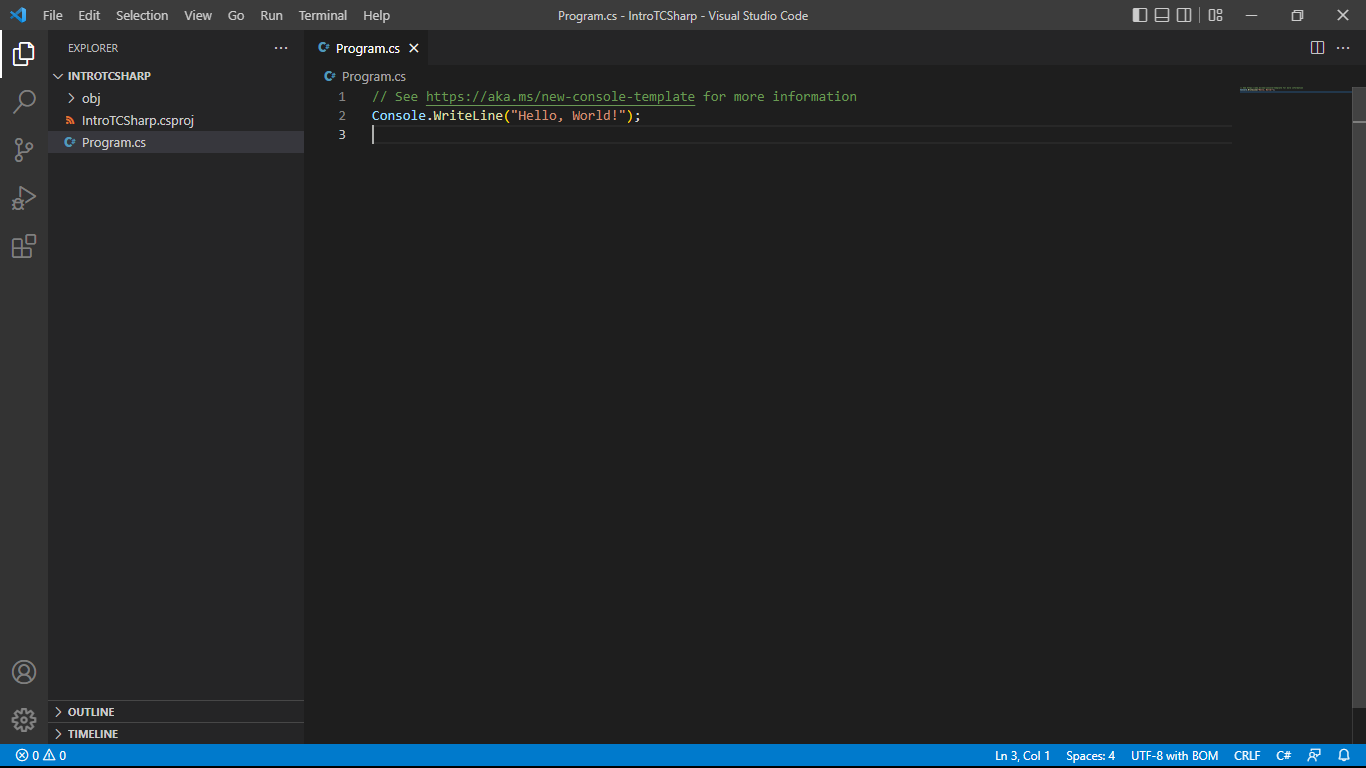 File Edit Selection View Go Run Terminal Help Program.cs - IntroTCSharp - Visual Studio Code
EXPLORER
INTROTCSHARP
obj
IntroTCSharp.csproj
C# Program.cs
OUTLINE
TIMELINE
C# Program.cs
C# Program.cs
1 // See https://aka.ms/new-console-template for more information
2 Console.WriteLine("Hello, World!");
3
0 0 Ln 3, Col 1 Spaces: 4 UTF-8 with BOM CRLF C#